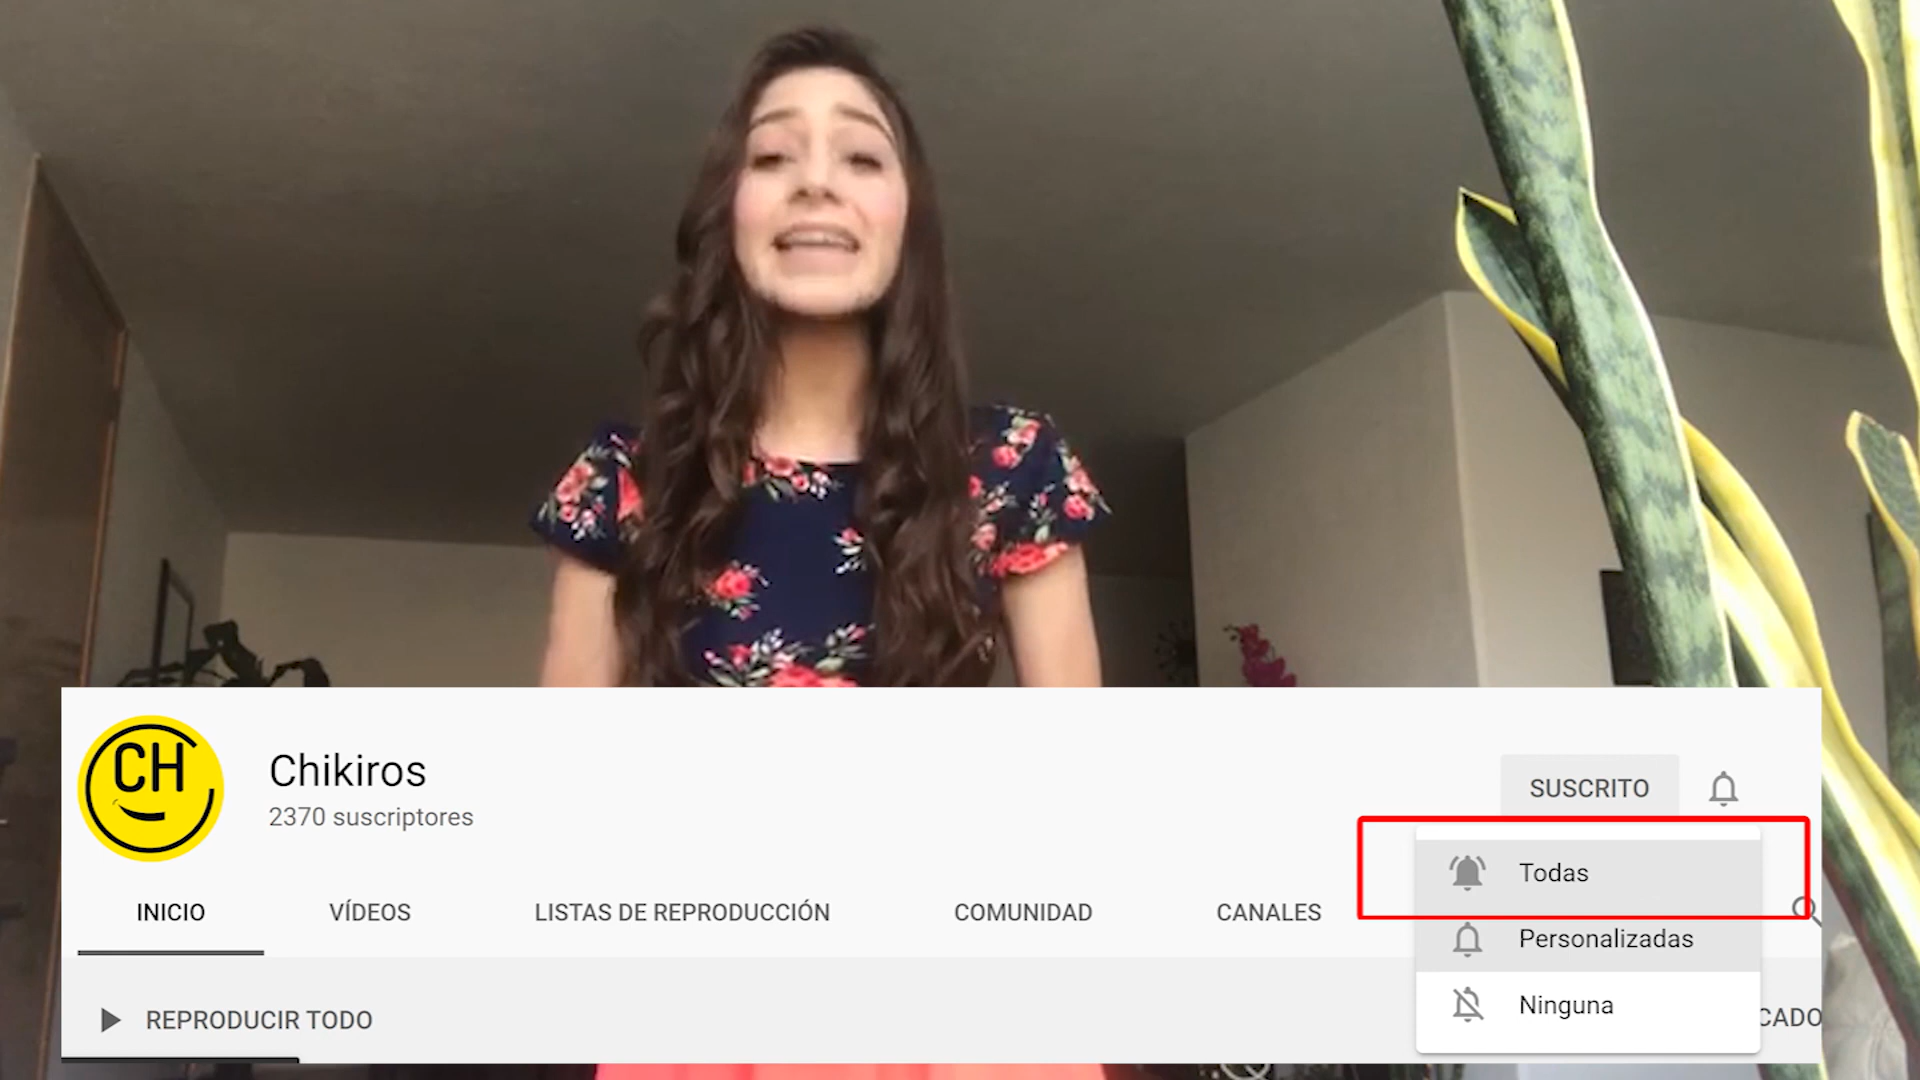 CH
Chikiros
2370 suscriptores
SUSCRITO
Todas
INICIO
VÍDEOS
LISTAS DE REPRODUCCIÓN
COMUNIDAD
CANALES
Personalizadas
Ninguna
REPRODUCIR TODO
CADO